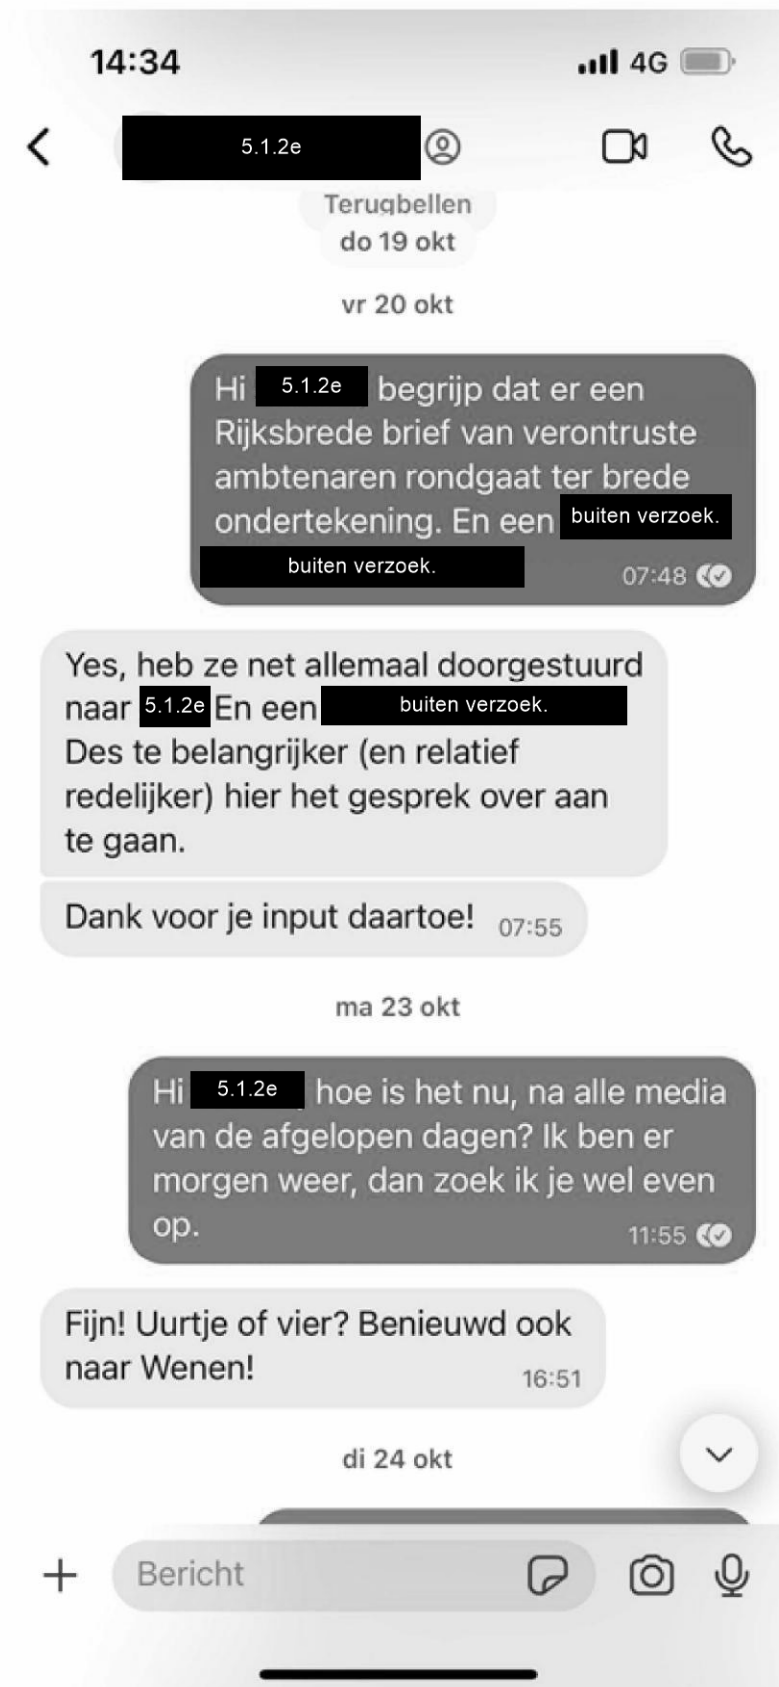 14:34
4G
5.1.2e
Terugbellen
do 19 okt
vr 20 okt
Hi 5.1.2e begrijp dat er een
Rijksbrede brief van verontruste
ambtenaren rondgaat ter brede
ondertekening. En een buiten verzoek.
buiten verzoek.
07:48
Yes, heb ze net allemaal doorgestuurd
naar 5.1.2e En een buiten verzoek.
Des te belangrijker (en relatief
redelijker) hier het gesprek over aan
te gaan.
Dank voor je input daartoe! 07:55
ma 23 okt
Hi 5.1.2e hoe is het nu, na alle media
van de afgelopen dagen? Ik ben er
morgen weer, dan zoek ik je wel even
op.
11:55
Fijn! Uurtje of vier? Benieuwd ook
naar Wenen!
16:51
di 24 okt
Bericht